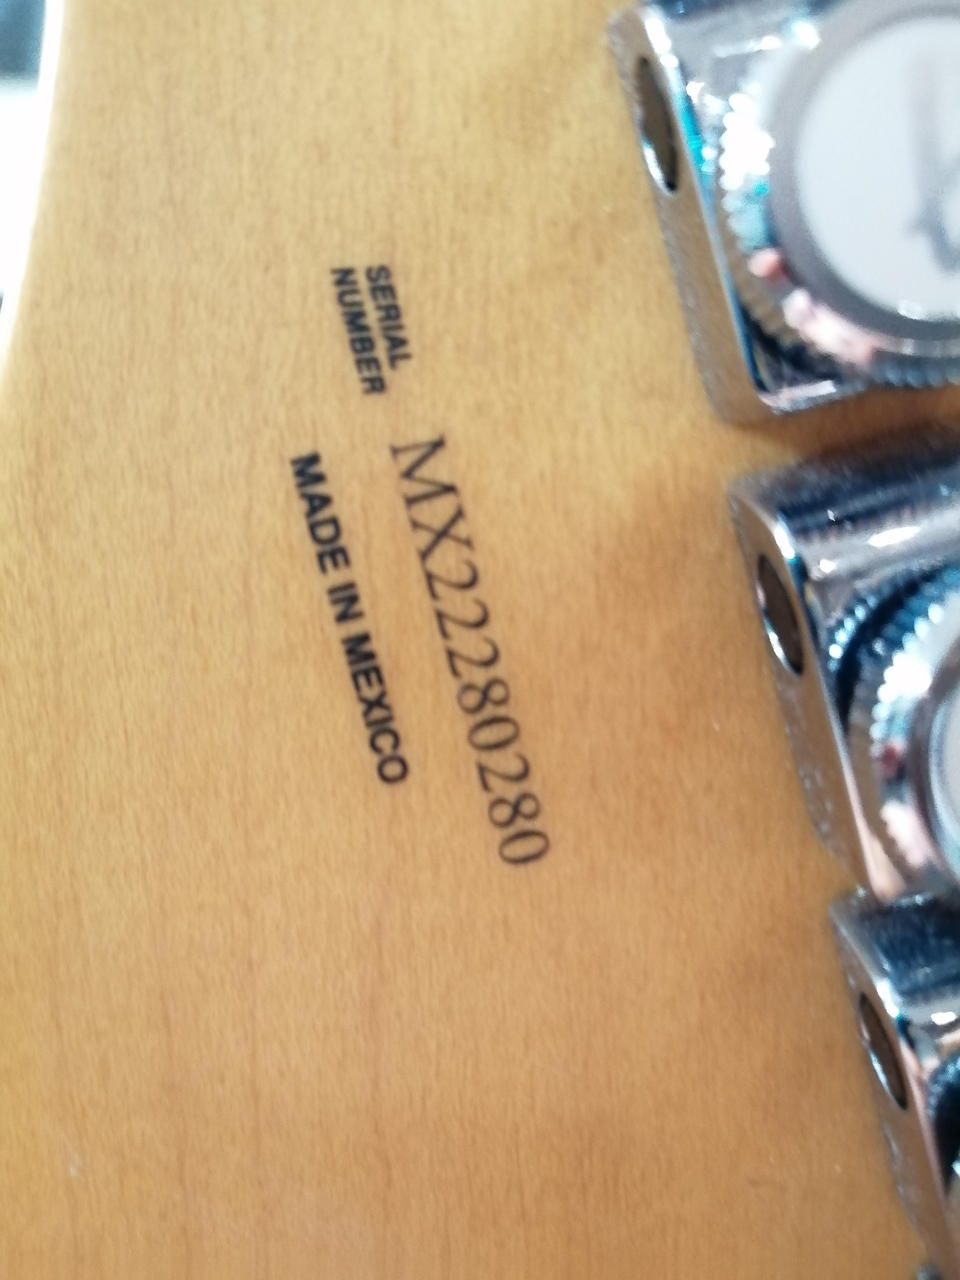 SERIAL
NUMBER
MX22280280
MADE IN MEXICO